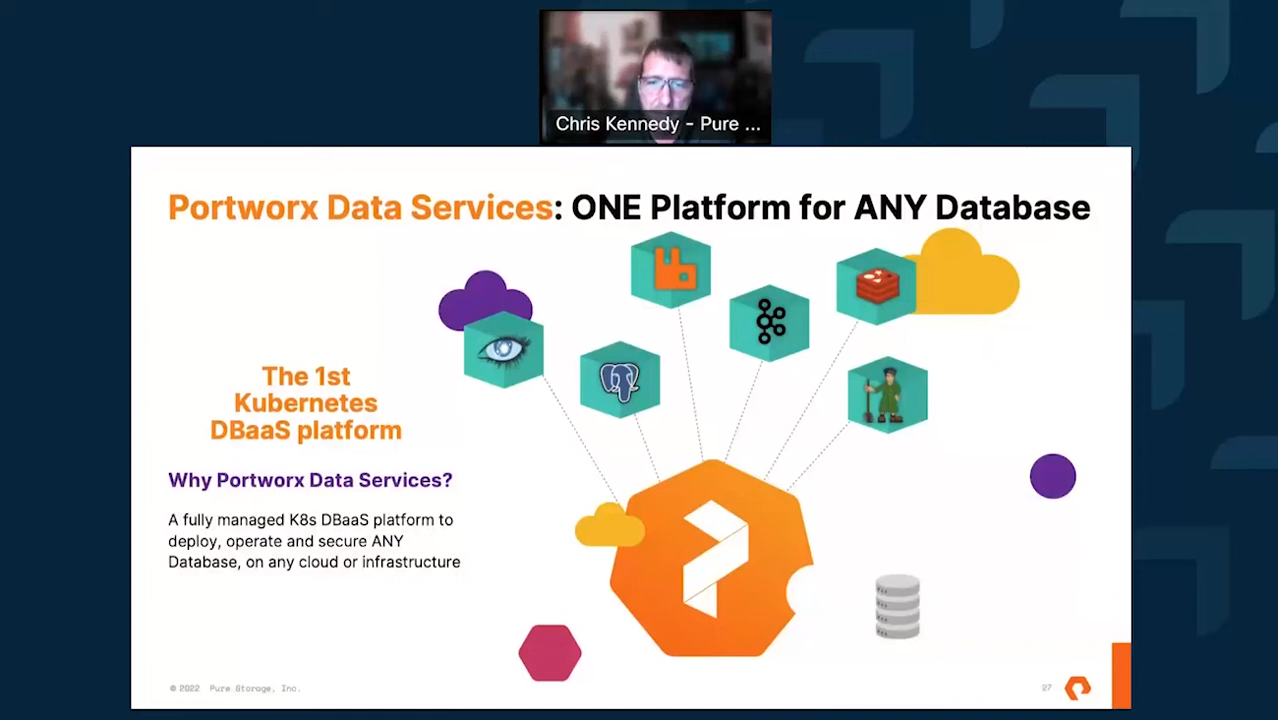 Chris Kennedy - Pure ...
Portworx Data Services: ONE Platform for ANY Database
The 1st
Kubernetes
DBaaS platform
Why Portworx Data Services?
A fully managed K8s DBaaS platform to
deploy, operate and secure ANY
Database, on any cloud or infrastructure
© 2022 Pure Storage, Inc.
27